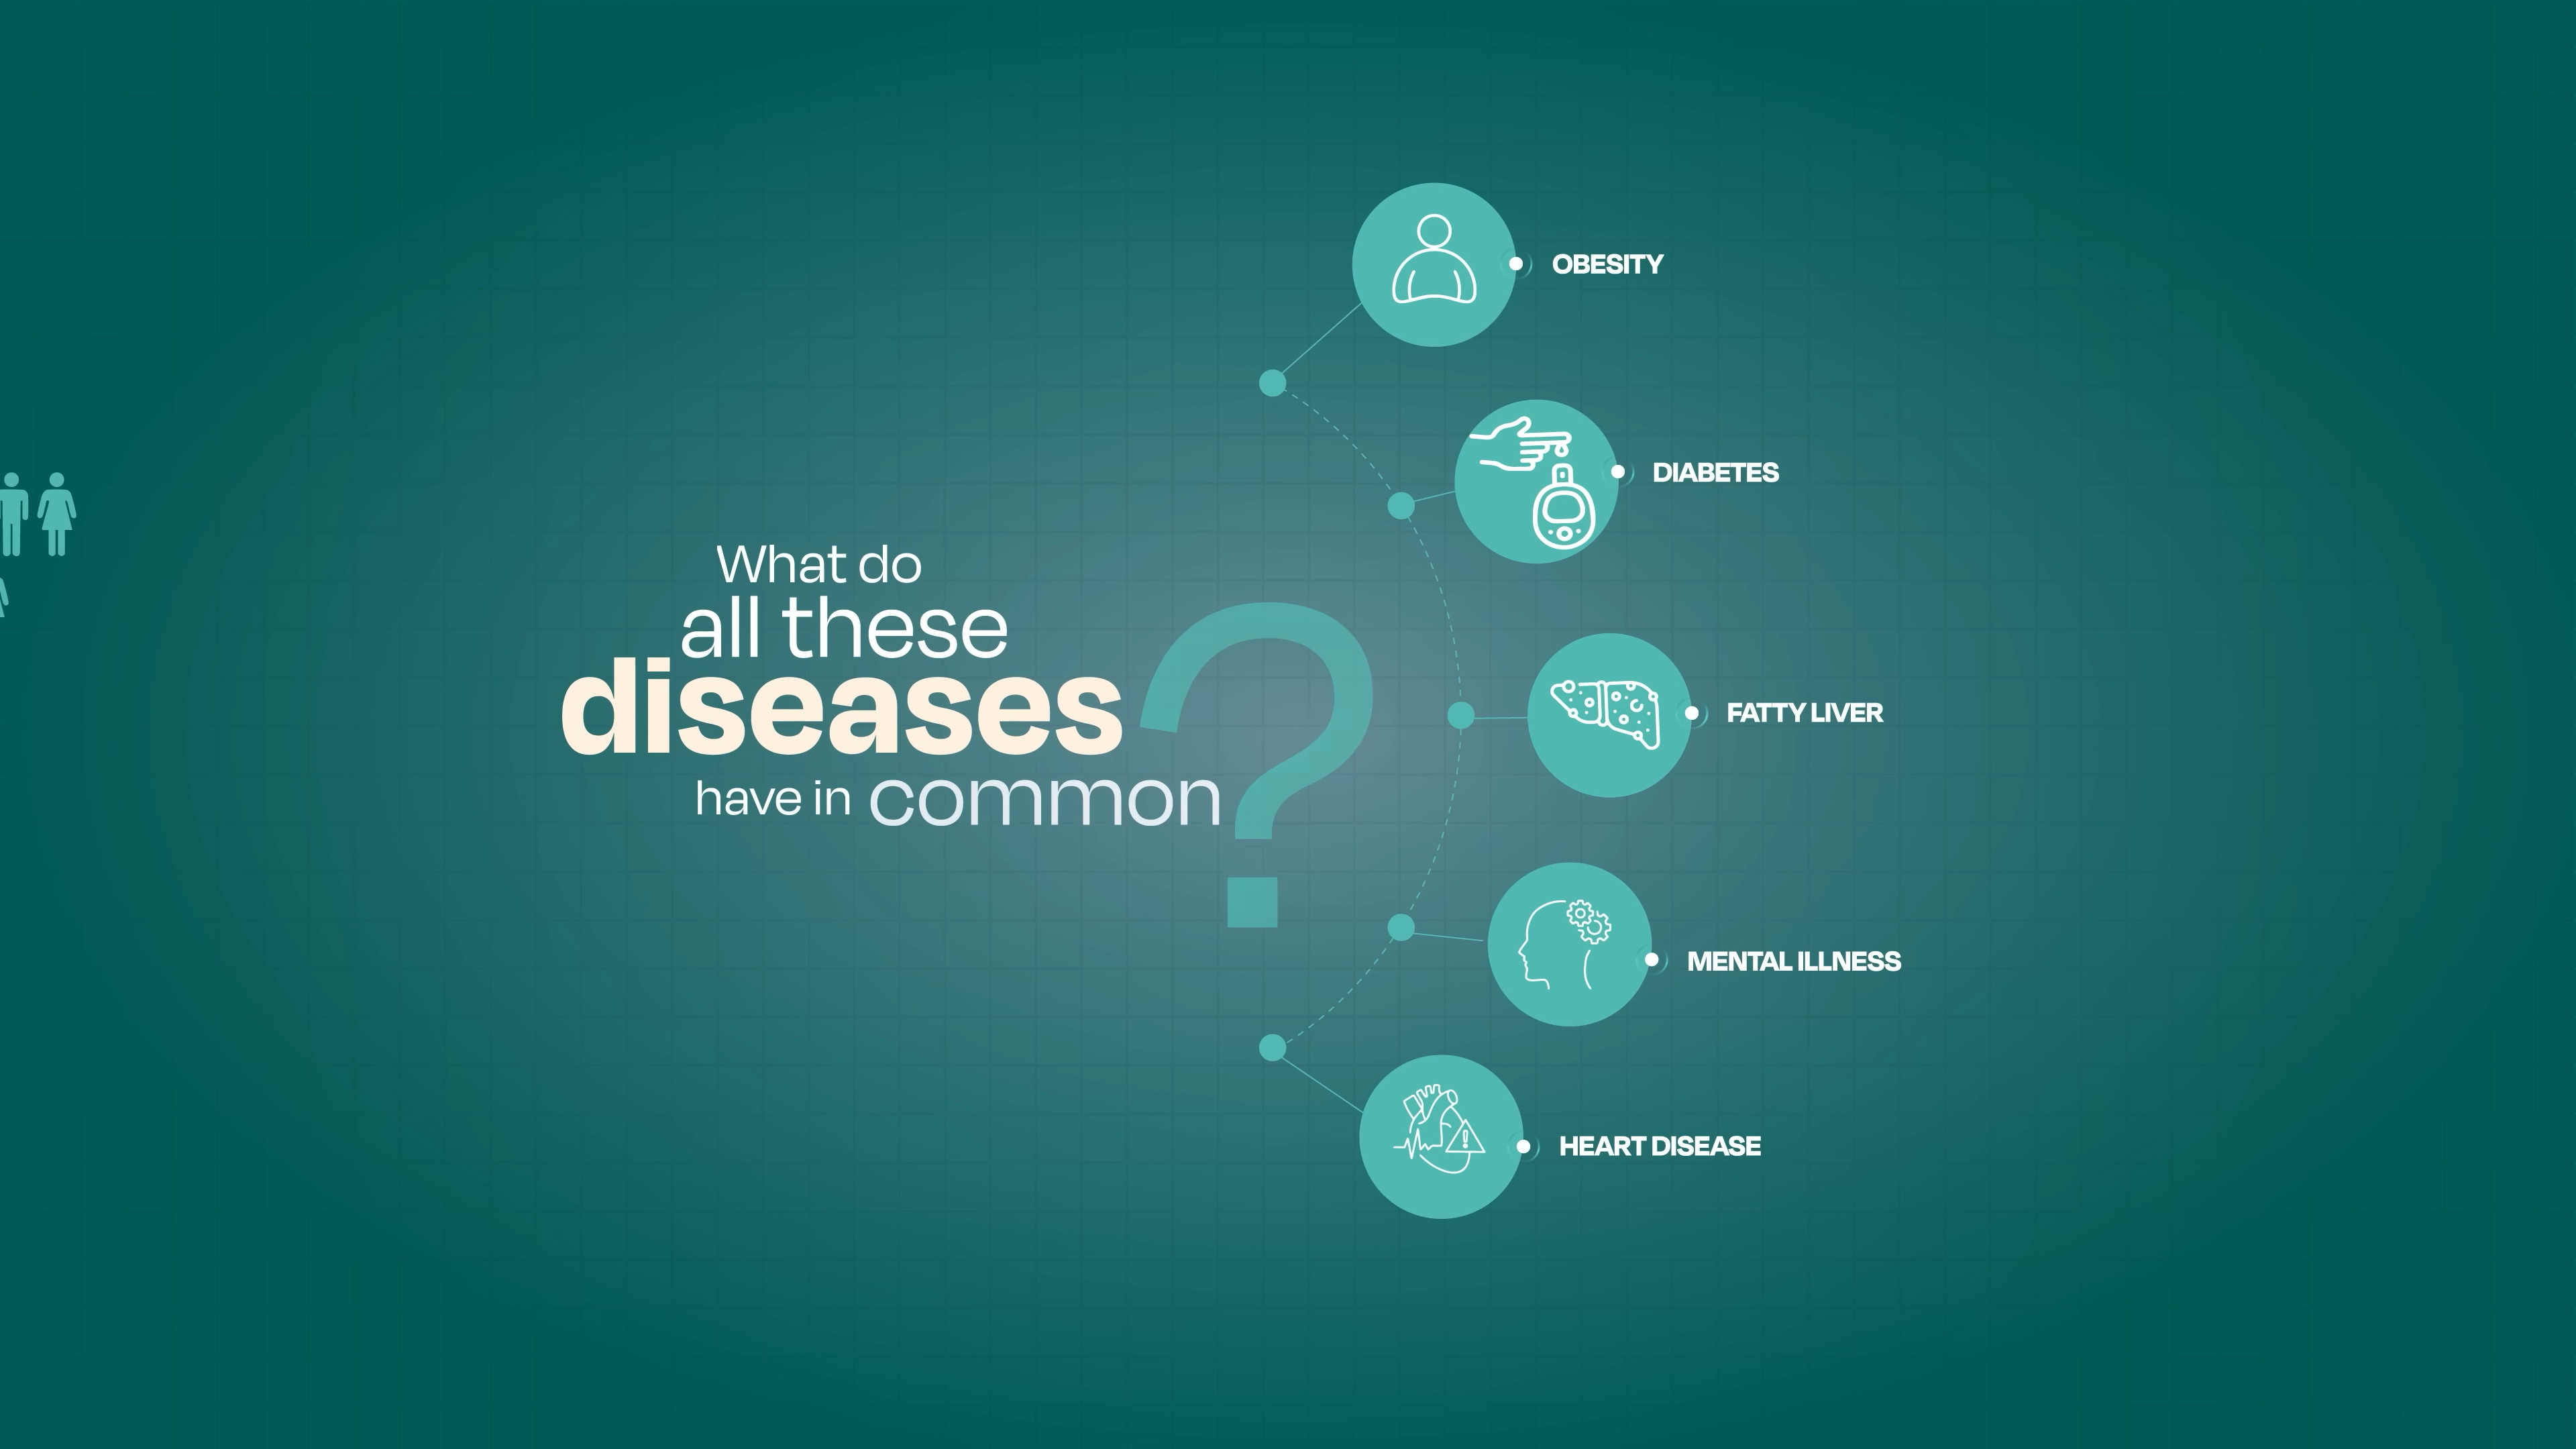 What do
all these
diseases
have in common
?
OBESITY
DIABETES
FATTY LIVER
MENTAL ILLNESS
HEART DISEASE